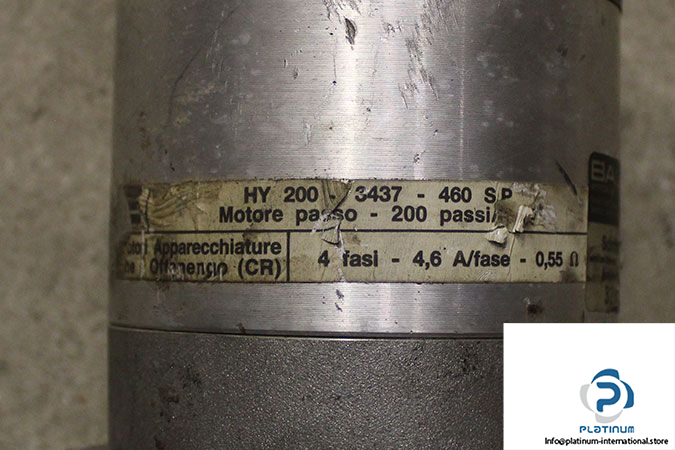 HY 200 - 3437 - 460 SP
Motore passo - 200 passi/
Apparecchiature
Offanengo (CR)
4 fasi - 4,6 A/fase - 0,55 Ω
BA
PLATINUM
Info@platinum-international.store